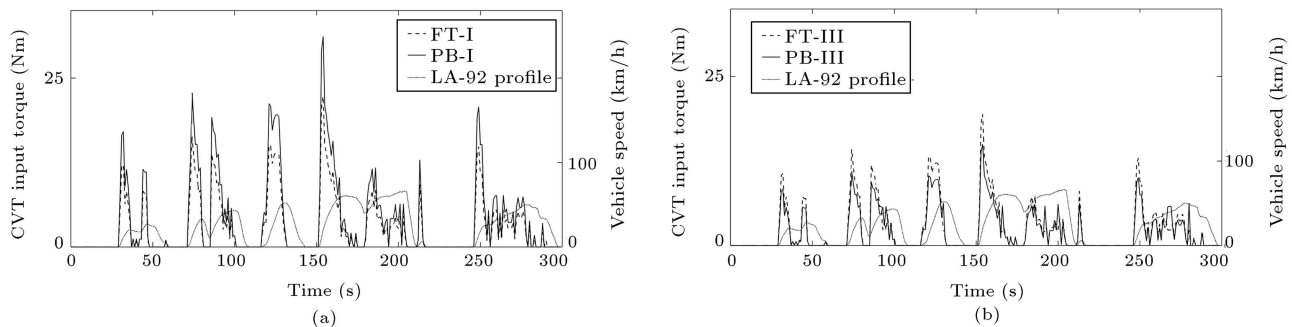 CVT input torque (Nm)
25
0
FT-I
PB-I
LA-92 profile
100
0
Vehicle speed (km/h)
0 50 100 150 200 250 300
Time (s)
(a)
CVT input torque (Nm)
25
0
FT-III
PB-III
LA-92 profile
100
0
Vehicle speed (km/h)
0 50 100 150 200 250 300
Time (s)
(b)